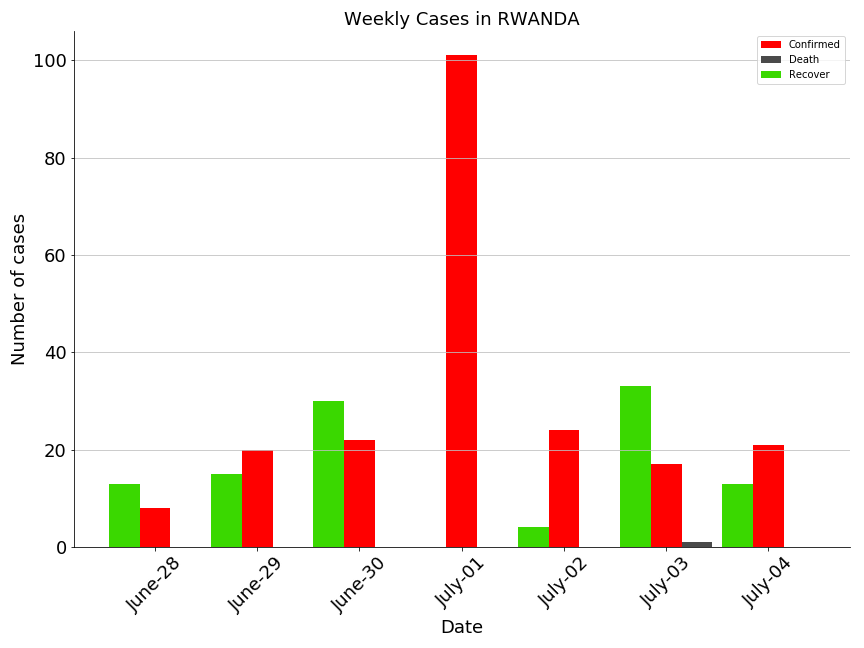 Weekly Cases in RWANDA
Confirmed
Death
Recover
Number of cases
100
80
60
40
20
0
June-28
June-29
June-30
July-01
July-02
July-03
July-04
Date